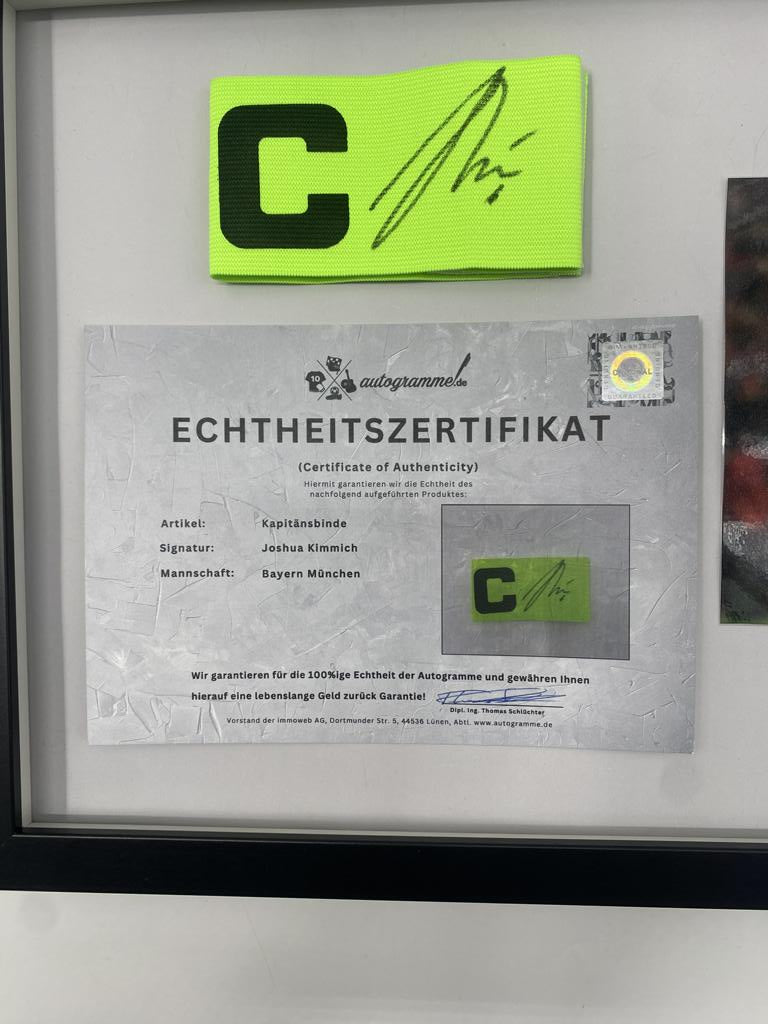 C
10
autogramme.de
ORIGINAL
ECHTHEITSZERTIFIKAT
(Certificate of Authenticity)
Hiermit garantieren wir die Echtheit des
nachfolgend aufgeführten Produktes:
Artikel: Kapitänsbinde
Signatur: Joshua Kimmich
Mannschaft: Bayern München
C
Wir garantieren für die 100%ige Echtheit der Autogramme und gewähren Ihnen
hierauf eine lebenslange Geld zurück Garantie!
Dipl. Ing. Thomas Schlüchter
Vorstand der immoweb AG, Dortmunder Str. 5, 44536 Lünen, Abtl. www.autogramme.de